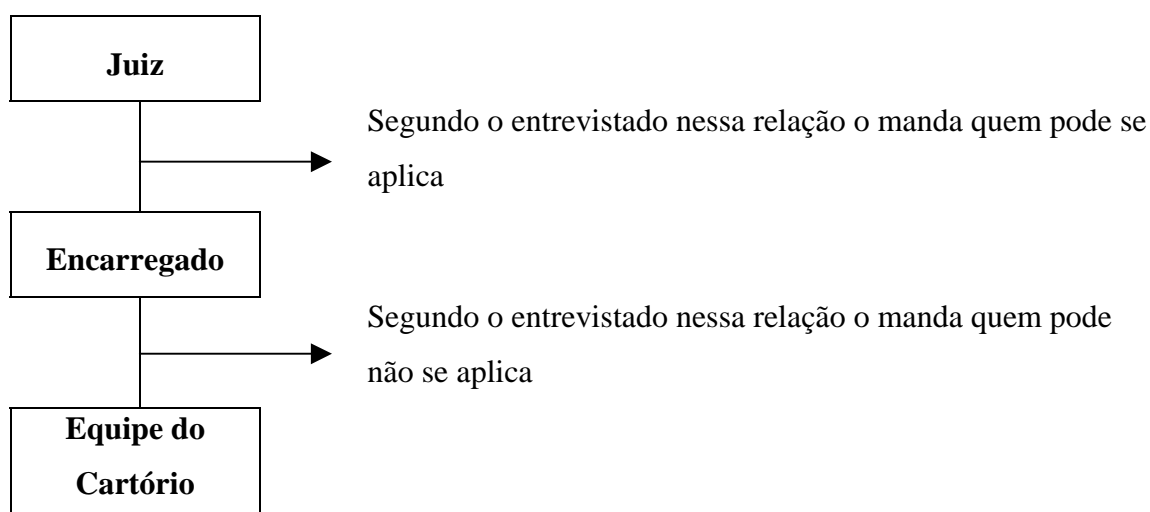 Juiz
Segundo o entrevistado nessa relação o manda quem pode se
aplica
Encarregado
Segundo o entrevistado nessa relação o manda quem pode
não se aplica
Equipe do
Cartório